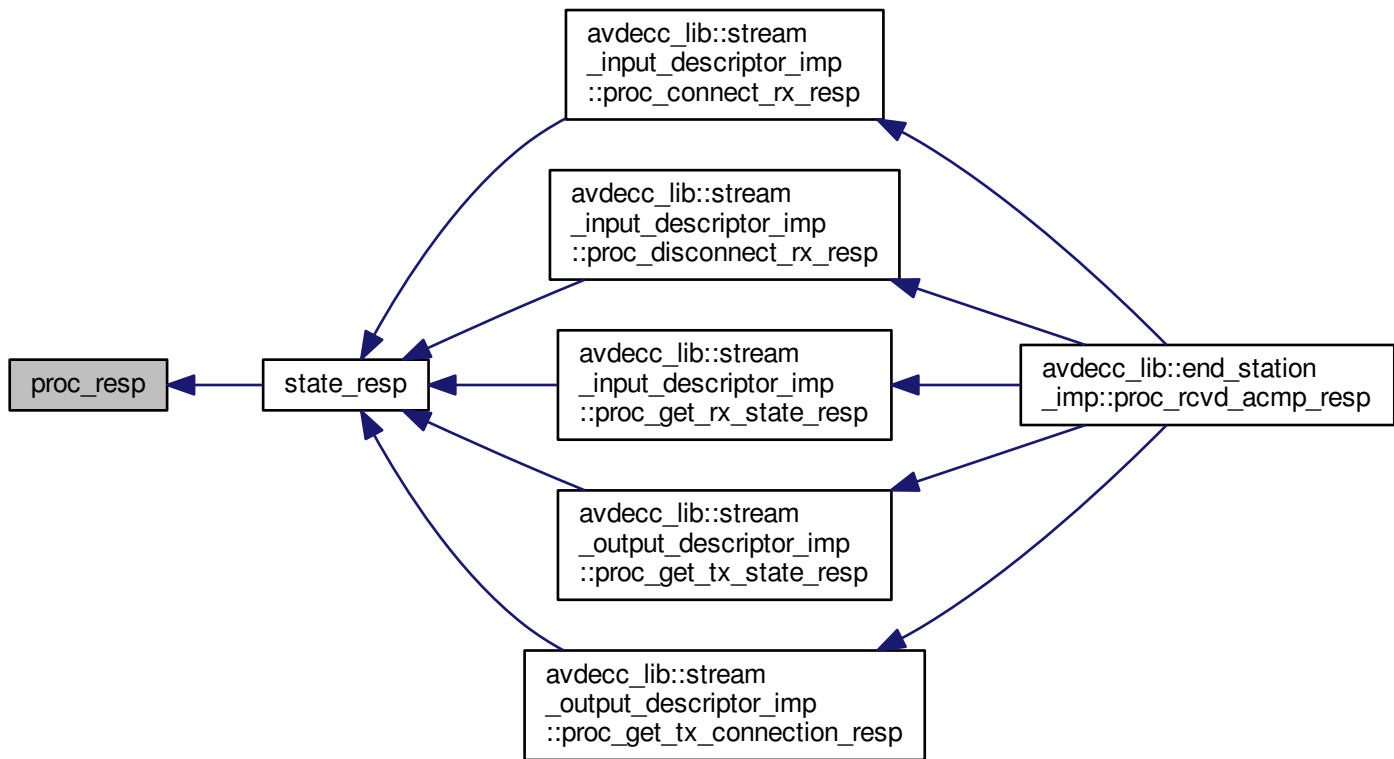 avdecc_lib::stream
_input_descriptor_imp
::proc_connect_rx_resp
avdecc_lib::stream
_input_descriptor_imp
::proc_disconnect_rx_resp
proc_resp
state_resp
avdecc_lib::stream
_input_descriptor_imp
::proc_get_rx_state_resp
avdecc_lib::end_station
_imp::proc_rcvd_acmp_resp
avdecc_lib::stream
_output_descriptor_imp
::proc_get_tx_state_resp
avdecc_lib::stream
_output_descriptor_imp
::proc_get_tx_connection_resp